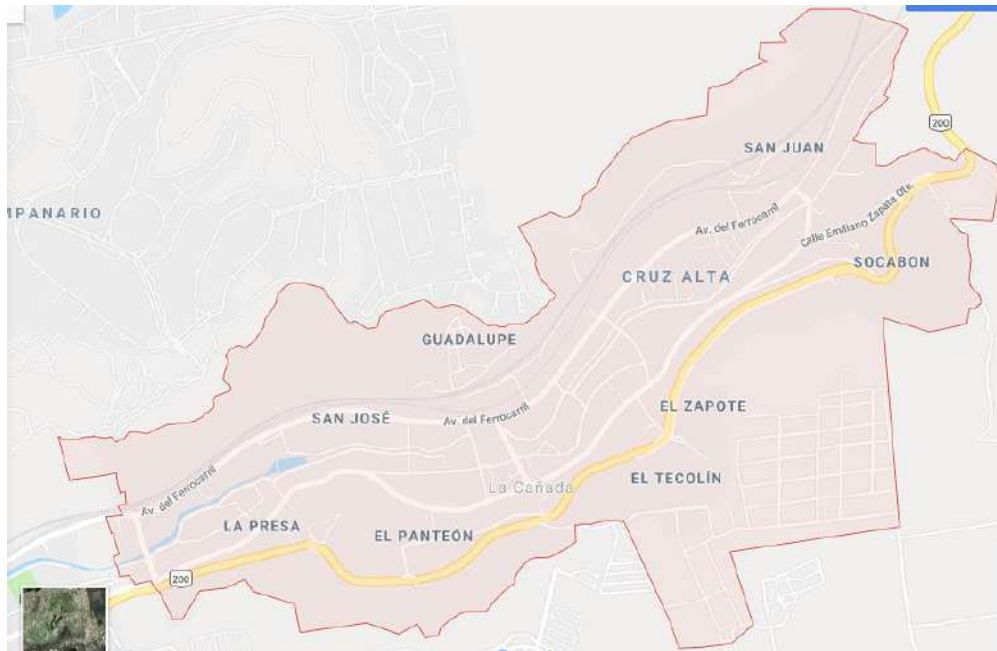 200
SAN JUAN
Calle Emiliano Zapata Ote.
MPANARIO
Av. del Ferrocarril
SOCABON
CRUZ ALTA
GUADALUPE
EL ZAPOTE
SAN JOSÉ
Av. del Ferrocarril
EL TECOLÍN
La Cañada
Av. del Ferrocarril
LA PRESA
EL PANTEÓN
200